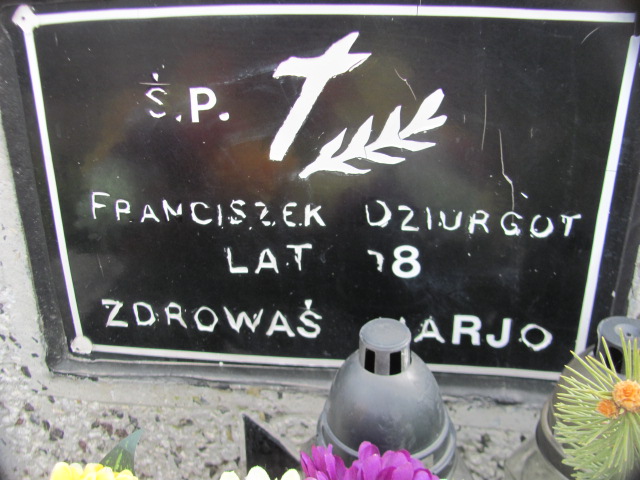 Ś.P.
FRANCISZEK DZIURGOT
LAT 78
ZDROWAŚ MARJO